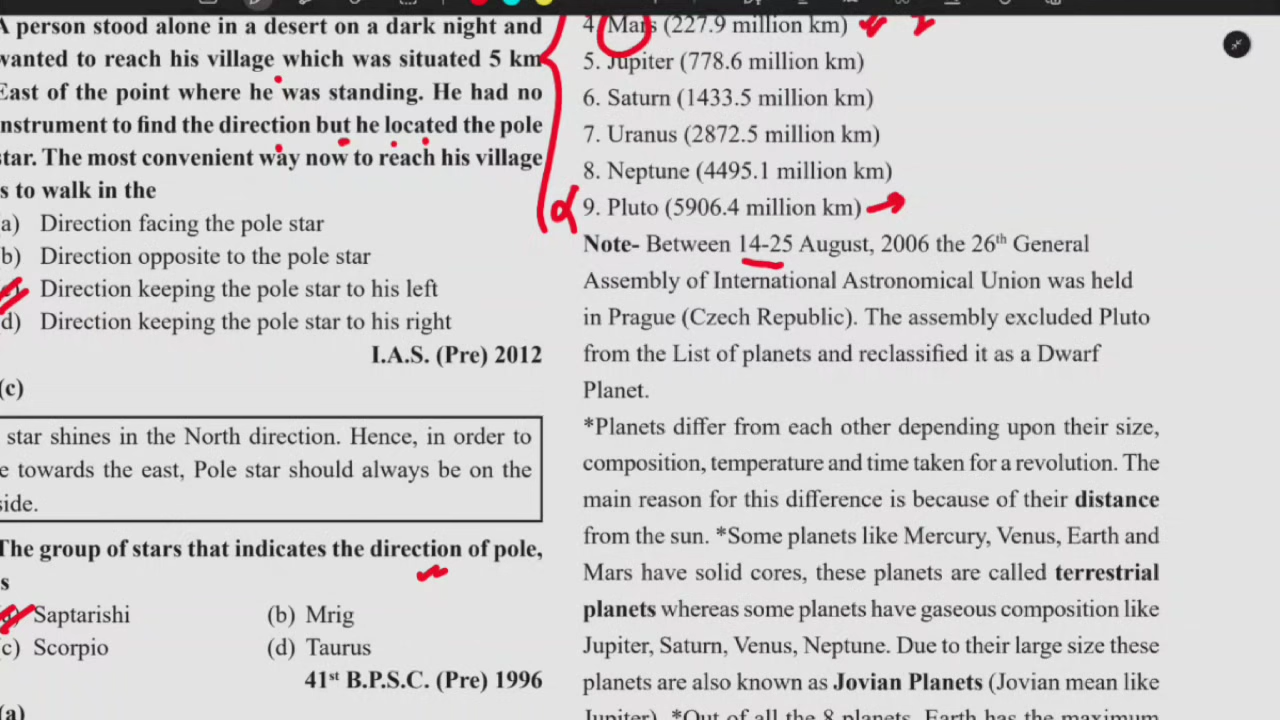 A person stood alone in a desert on a dark night and
wanted to reach his village which was situated 5 km
East of the point where he was standing. He had no
nstrument to find the direction but he located the pole
star. The most convenient way now to reach his village
s to walk in the
a) Direction facing the pole star
b) Direction opposite to the pole star
Direction keeping the pole star to his left
d) Direction keeping the pole star to his right
I.A.S. (Pre) 2012
(c)
star shines in the North direction. Hence, in order to
e towards the east, Pole star should always be on the
side.
The group of stars that indicates the direction of pole,
s
Saptarishi (b) Mrig
c) Scorpio (d) Taurus
41st B.P.S.C. (Pre) 1996
(a)
4. Mars (227.9 million km)
5. Jupiter (778.6 million km)
6. Saturn (1433.5 million km)
7. Uranus (2872.5 million km)
8. Neptune (4495.1 million km)
9. Pluto (5906.4 million km)
Note- Between 14-25 August, 2006 the 26th General
Assembly of International Astronomical Union was held
in Prague (Czech Republic). The assembly excluded Pluto
from the List of planets and reclassified it as a Dwarf
Planet.
*Planets differ from each other depending upon their size,
composition, temperature and time taken for a revolution. The
main reason for this difference is because of their distance
from the sun. *Some planets like Mercury, Venus, Earth and
Mars have solid cores, these planets are called terrestrial
planets whereas some planets have gaseous composition like
Jupiter, Saturn, Venus, Neptune. Due to their large size these
planets are also known as Jovian Planets (Jovian mean like
Jupiter). *Out of all the 8 planets, Earth has the maximum